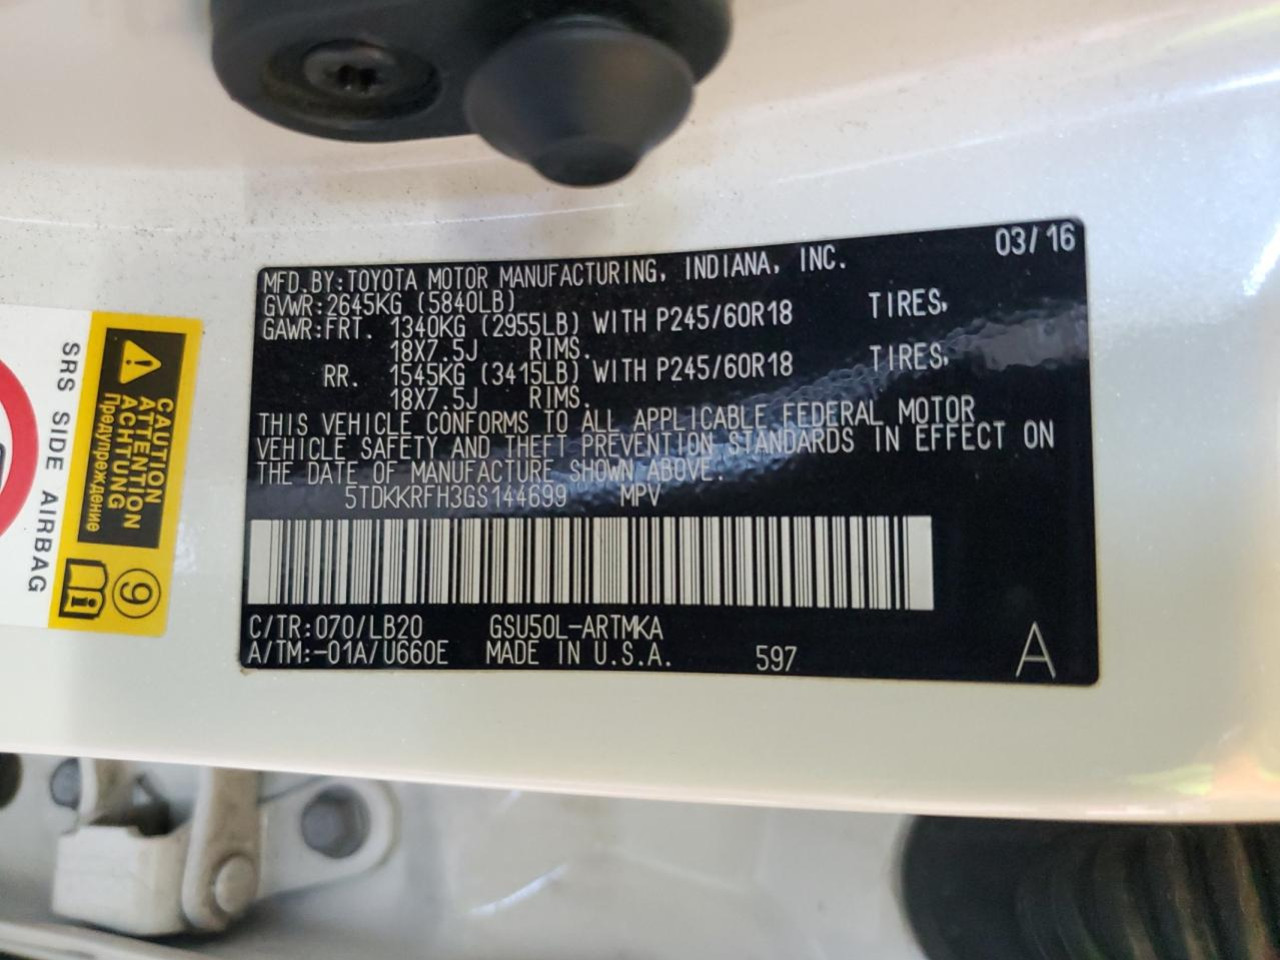 MFD. BY: TOYOTA MOTOR MANUFACTURING, INDIANA, INC. 03/16
GVWR: 2645KG (5840LB)
GAWR: FRT. 1340KG (2955LB) WITH P245/60R18 TIRES,
18X7.5J RIMS.
RR. 1545KG (3415LB) WITH P245/60R18 TIRES,
18X7.5J RIMS.
THIS VEHICLE CONFORMS TO ALL APPLICABLE FEDERAL MOTOR
VEHICLE SAFETY AND THEFT PREVENTION STANDARDS IN EFFECT ON
THE DATE OF MANUFACTURE SHOWN ABOVE.
5TDKKRFH3GS144699 MPV
C/TR: 070/LB20 GSU50L-ARTMKA
A/TM: -01A/U660E MADE IN U.S.A. 597 A
CAUTION
ATTENTION
ACHTUNG
Предупреждение
9
i
SRS SIDE AIRBAG